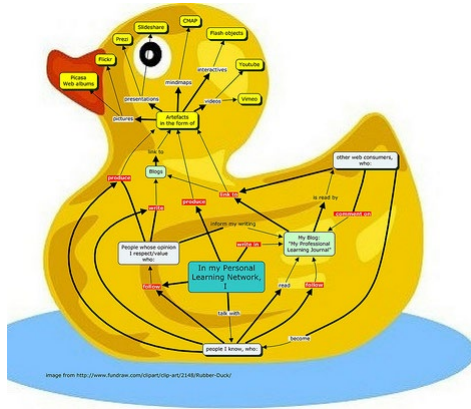 CMAP
Slideshare
Flash objects
Prezi
Flickr
Youtube
mindmaps
interactives
Picasa
Web albums
presentations
videos
Vimeo
pictures
Artefacts
in the form of
link to
other web consumers,
who:
Blogs
produce
link to
is read by
produce
write
comment on
inform my writing
My Blog:
"My Professional
Learning Journal"
People whose opinion
I respect/value
who:
write in
In my Personal
Learning Network,
I
follow
read
follow
talk with
become
people I know, who:
image from http://www.fundraw.com/clipart/clip-art/2148/Rubber-Duck/